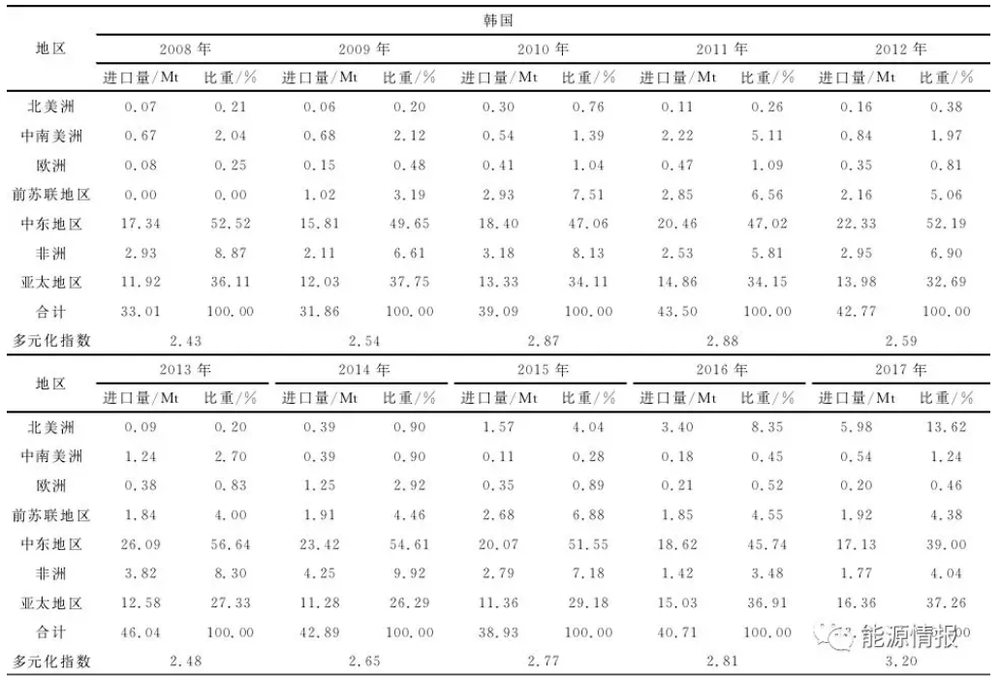 韩国
地区 2008 年 2009 年 2010 年 2011 年 2012 年
进口量/Mt 比重/% 进口量/Mt 比重/% 进口量/Mt 比重/% 进口量/Mt 比重/% 进口量/Mt 比重/%
北美洲 0.07 0.21 0.06 0.20 0.30 0.76 0.11 0.26 0.16 0.38
中南美洲 0.67 2.04 0.68 2.12 0.54 1.39 2.22 5.11 0.84 1.97
欧洲 0.08 0.25 0.15 0.48 0.41 1.04 0.47 1.09 0.35 0.81
前苏联地区 0.00 0.00 1.02 3.19 2.93 7.51 2.85 6.56 2.16 5.06
中东地区 17.34 52.52 15.81 49.65 18.40 47.06 20.46 47.02 22.33 52.19
非洲 2.93 8.87 2.11 6.61 3.18 8.13 2.53 5.81 2.95 6.90
亚太地区 11.92 36.11 12.03 37.75 13.33 34.11 14.86 34.15 13.98 32.69
合计 33.01 100.00 31.86 100.00 39.09 100.00 43.50 100.00 42.77 100.00
多元化指数 2.43 2.54 2.87 2.88 2.59
地区 2013 年 2014 年 2015 年 2016 年 2017 年
进口量/Mt 比重/% 进口量/Mt 比重/% 进口量/Mt 比重/% 进口量/Mt 比重/% 进口量/Mt 比重/%
北美洲 0.09 0.20 0.39 0.90 1.57 4.04 3.40 8.35 5.98 13.62
中南美洲 1.24 2.70 0.39 0.90 0.11 0.28 0.18 0.45 0.54 1.24
欧洲 0.38 0.83 1.25 2.92 0.35 0.89 0.21 0.52 0.20 0.46
前苏联地区 1.84 4.00 1.91 4.46 2.68 6.88 1.85 4.55 1.92 4.38
中东地区 26.09 56.64 23.42 54.61 20.07 51.55 18.62 45.74 17.13 39.00
非洲 3.82 8.30 4.25 9.92 2.79 7.18 1.42 3.48 1.77 4.04
亚太地区 12.58 27.33 11.28 26.29 11.36 29.18 15.03 36.91 16.36 37.26
合计 46.04 100.00 42.89 100.00 38.93 100.00 40.71 100.00
能源情报
多元化指数 2.48 2.65 2.77 2.81 3.20